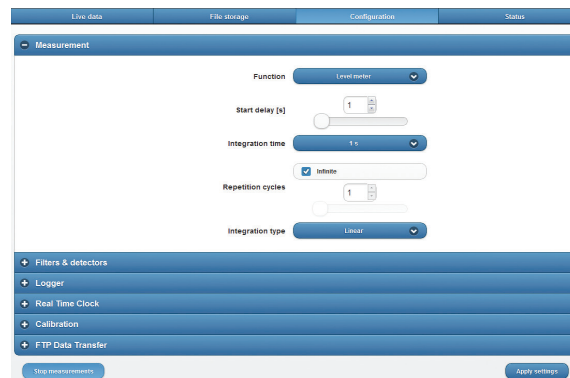 Live data File storage Configuration Status
Measurement
Function Level meter
Start delay [s] 1
Integration time 1 s
Infinite
Repetition cycles 1
Integration type Linear
Filters & detectors
Logger
Real Time Clock
Calibration
FTP Data Transfer
Stop measurements Apply settings